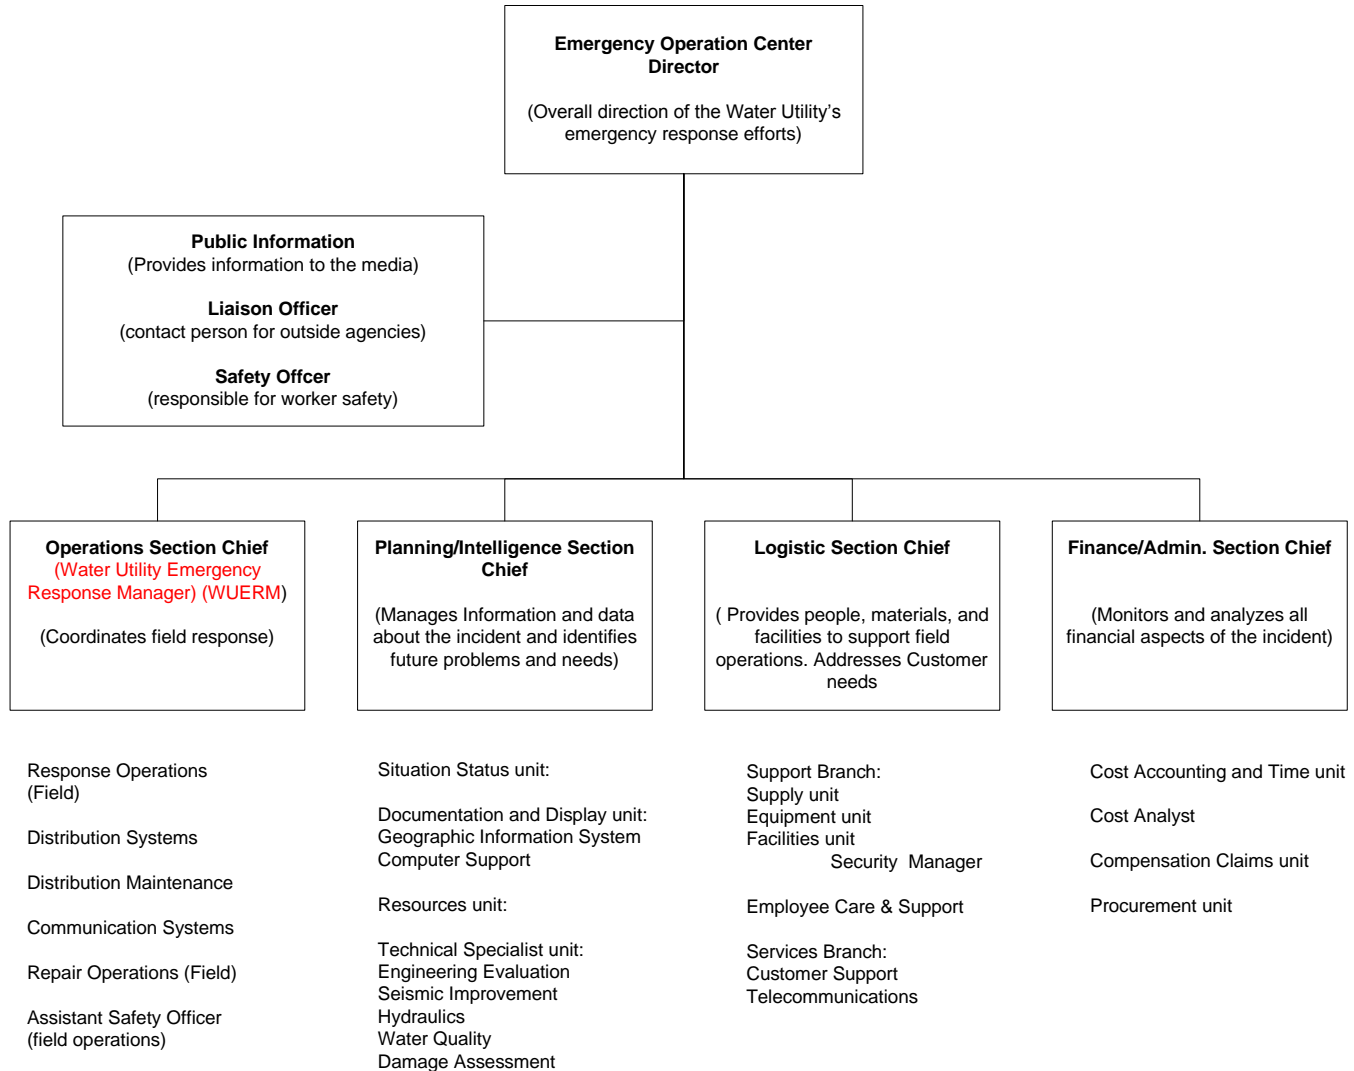 Emergency Operation Center
Director
(Overall direction of the Water Utility’s
emergency response efforts)
Public Information
(Provides information to the media)
Liaison Officer
(contact person for outside agencies)
Safety Offcer
(responsible for worker safety)
Operations Section Chief
(Water Utility Emergency
Response Manager) (WUERM)
(Coordinates field response)
Planning/Intelligence Section
Chief
(Manages Information and data
about the incident and identifies
future problems and needs)
Logistic Section Chief
( Provides people, materials, and
facilities to support field
operations. Addresses Customer
needs
Finance/Admin. Section Chief
(Monitors and analyzes all
financial aspects of the incident)
Response Operations
(Field)
Distribution Systems
Distribution Maintenance
Communication Systems
Repair Operations (Field)
Assistant Safety Officer
(field operations)
Situation Status unit:
Documentation and Display unit:
Geographic Information System
Computer Support
Resources unit:
Technical Specialist unit:
Engineering Evaluation
Seismic Improvement
Hydraulics
Water Quality
Damage Assessment
Support Branch:
Supply unit
Equipment unit
Facilities unit
Security  Manager
Employee Care & Support
Services Branch:
Customer Support
Telecommunications
Cost Accounting and Time unit
Cost Analyst
Compensation Claims unit
Procurement unit